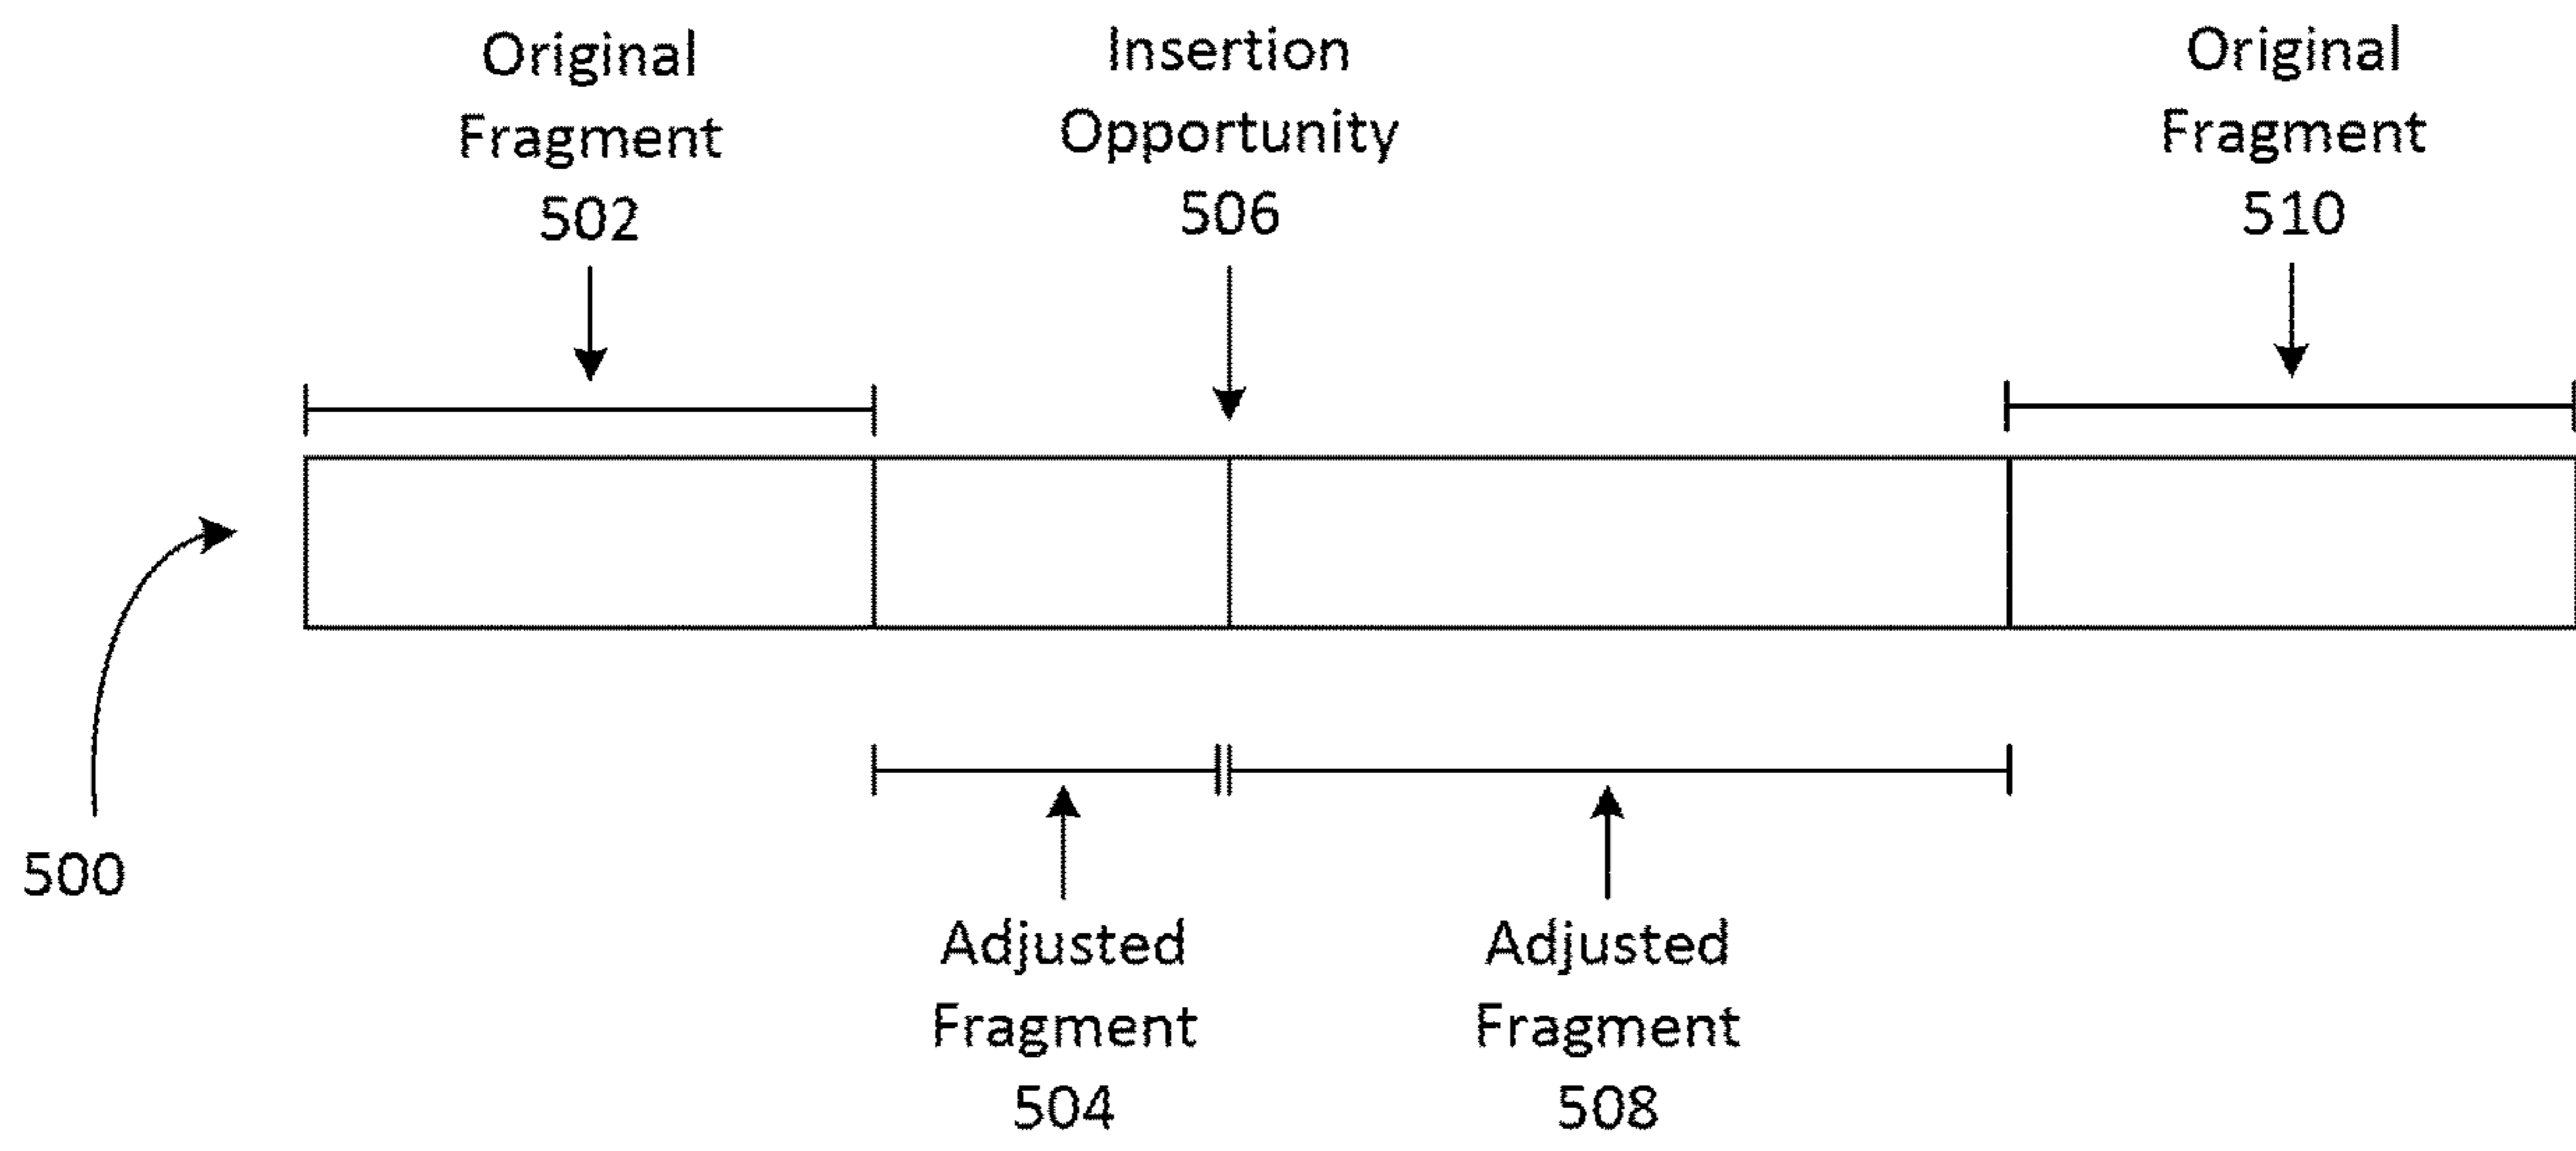 Original
Fragment
502
Insertion
Opportunity
506
Original
Fragment
510
500
Adjusted
Fragment
504
Adjusted
Fragment
508